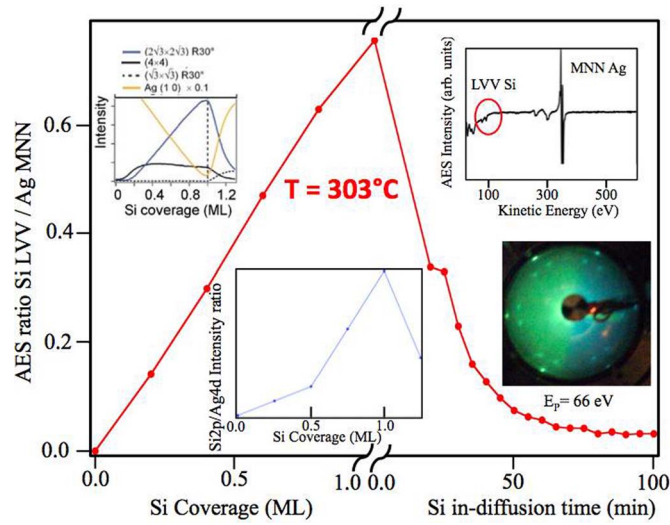 (2√3×2√3) R30°
(4×4)
(√3×√3) R30°
Ag (1 0) × 0.1
Intensity
0 0.4 0.8 1.2
Si coverage (ML)
AES Intensity (arb. units)
LVV Si
MNN Ag
100 300 500
Kinetic Energy (eV)
T = 303°C
AES ratio Si LVV / Ag MNN
0.6
0.4
0.2
0.0
Si2p/Ag4d Intensity ratio
-0.0 0.5 1.0
Si Coverage (ML)
E_P= 66 eV
0.0 0.5 1.0 0.0 50 100
Si Coverage (ML)
Si in-diffusion time (min)